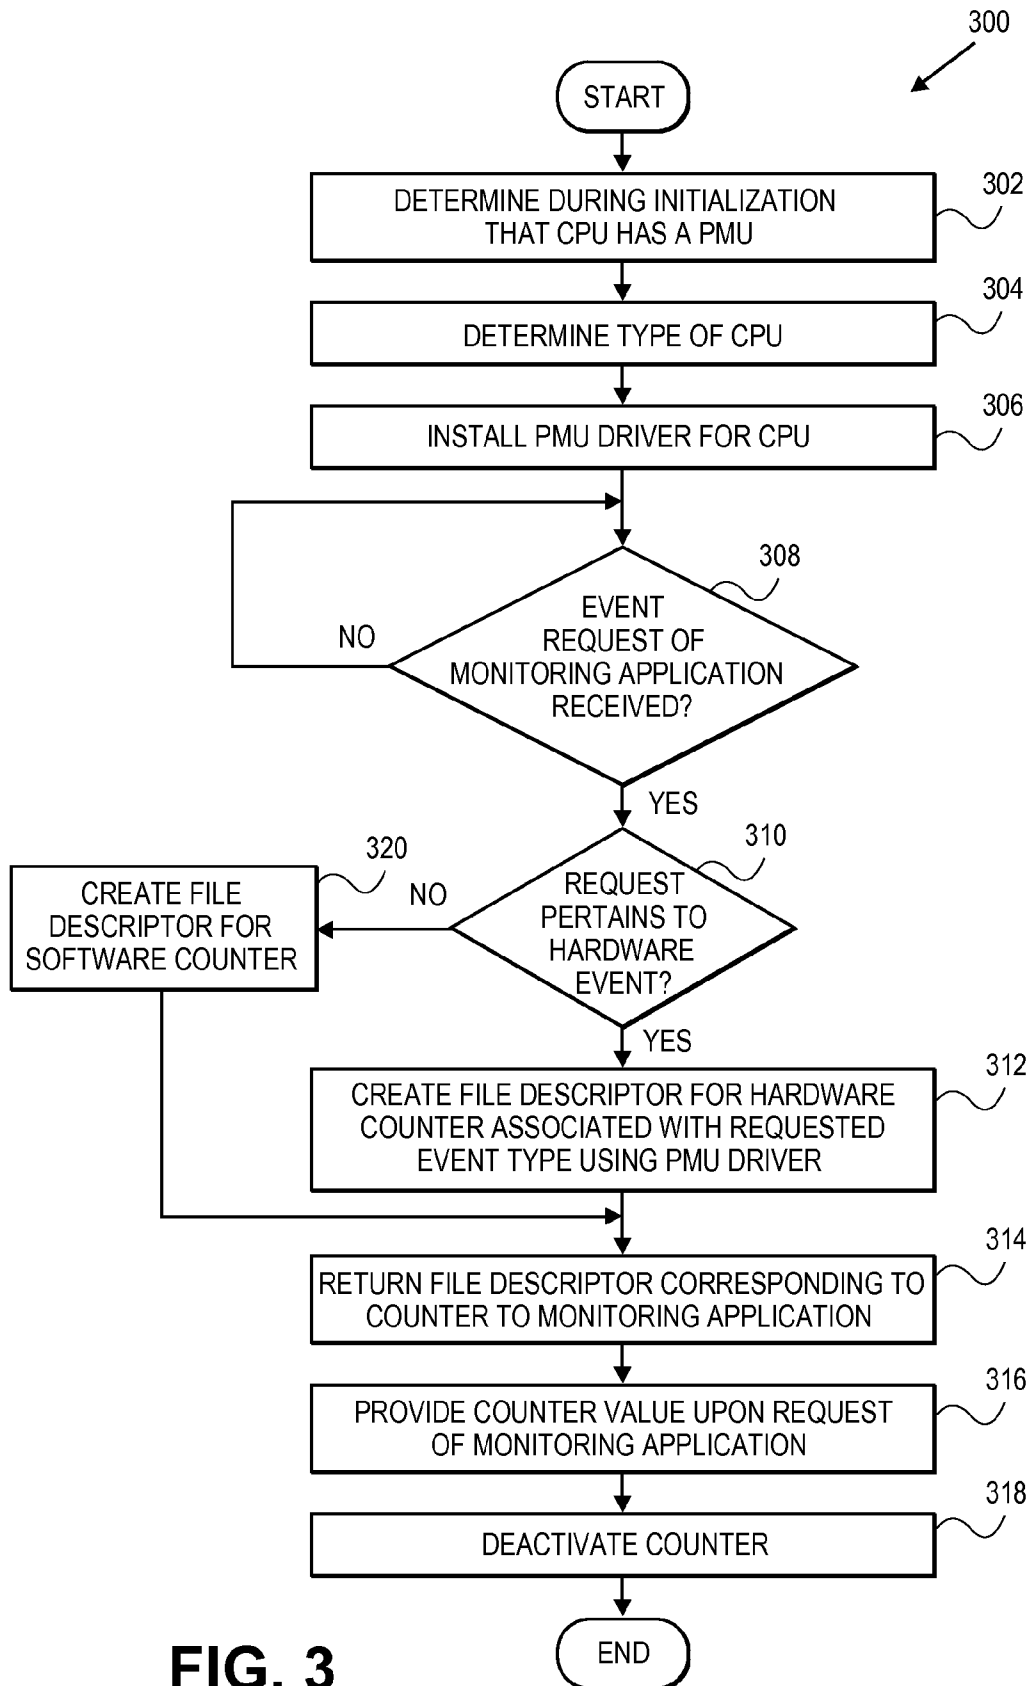 300
START
DETERMINE DURING INITIALIZATION
THAT CPU HAS A PMU
302
DETERMINE TYPE OF CPU
304
INSTALL PMU DRIVER FOR CPU
306
EVENT
REQUEST OF
MONITORING APPLICATION
RECEIVED?
308
NO
YES
REQUEST
PERTAINS TO
HARDWARE
EVENT?
310
NO
CREATE FILE
DESCRIPTOR FOR
SOFTWARE COUNTER
320
YES
CREATE FILE DESCRIPTOR FOR HARDWARE
COUNTER ASSOCIATED WITH REQUESTED
EVENT TYPE USING PMU DRIVER
312
RETURN FILE DESCRIPTOR CORRESPONDING TO
COUNTER TO MONITORING APPLICATION
314
PROVIDE COUNTER VALUE UPON REQUEST
OF MONITORING APPLICATION
316
DEACTIVATE COUNTER
318
END
FIG. 3